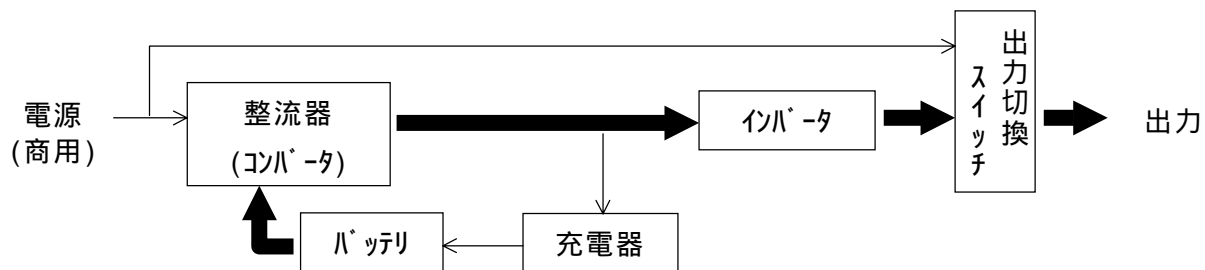 電源
(商用)
整流器
(コンバータ)
インバータ
出力切換
スイッチ
出力
バッテリ
充電器